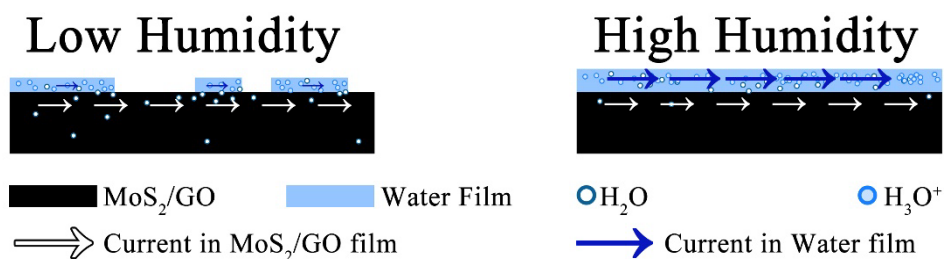 Low Humidity High Humidity
MoS₂/GO Water Film H₂O H₃O⁺
Current in MoS₂/GO film Current in Water film